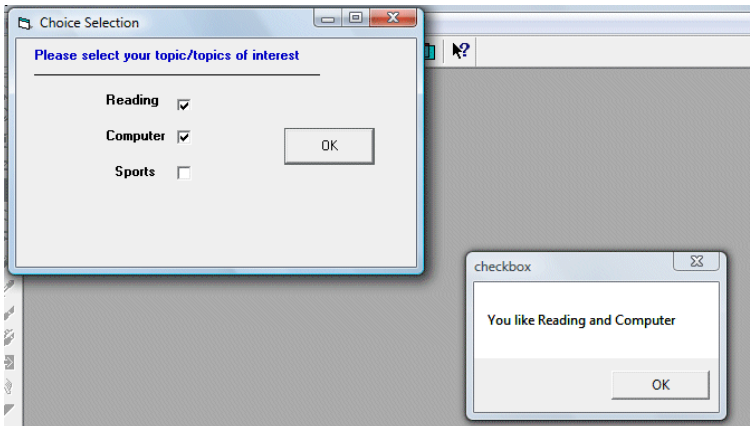 Choice Selection
Please select your topic/topics of interest
Reading
Computer
OK
Sports
checkbox
You like Reading and Computer
OK